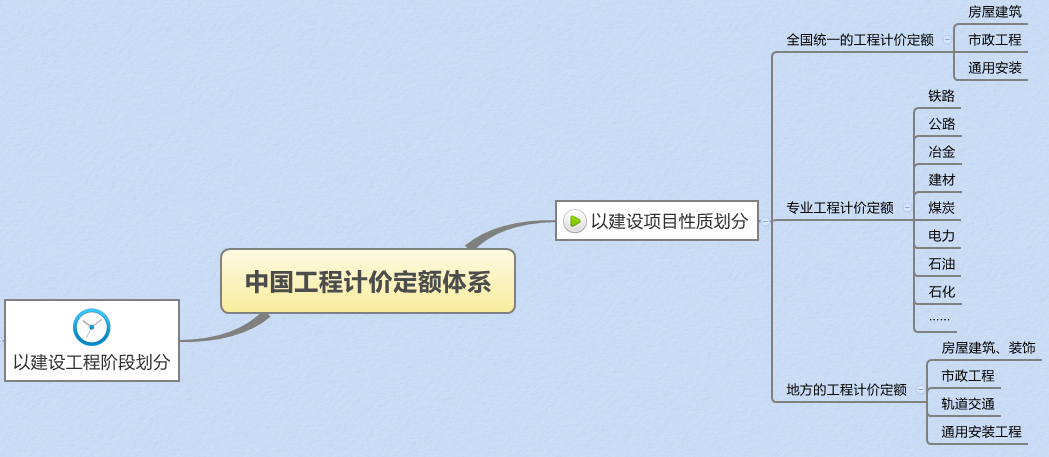 中国工程计价定额体系
以建设项目性质划分
全国统一的工程计价定额
房屋建筑
市政工程
通用安装
专业工程计价定额
铁路
公路
冶金
建材
煤炭
电力
石油
石化
......
地方的工程计价定额
房屋建筑、装饰
市政工程
轨道交通
通用安装工程
以建设工程阶段划分